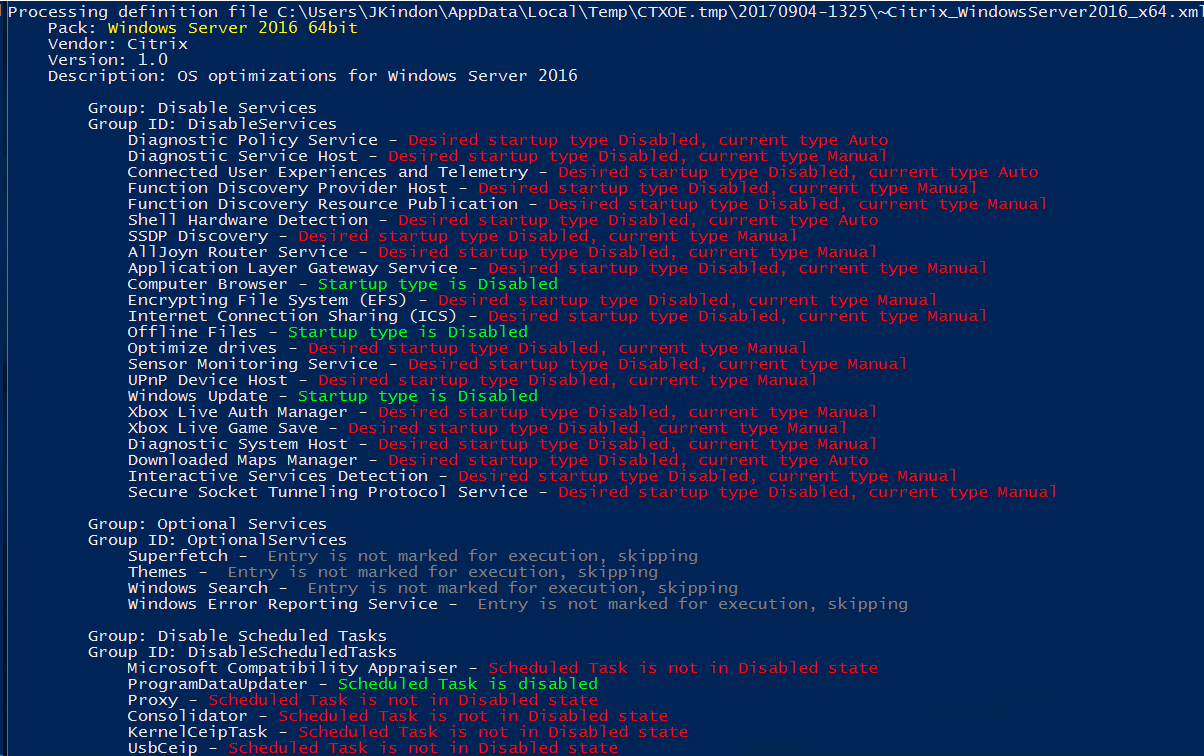 Processing definition file C:\Users\JKindon\AppData\Local\Temp\CTXOE.tmp\20170904-1325\~Citrix_WindowsServer2016_x64.xml
Pack: Windows Server 2016 64bit
Vendor: Citrix
Version: 1.0
Description: OS optimizations for Windows Server 2016
Group: Disable Services
Group ID: DisableServices
Diagnostic Policy Service - Desired startup type Disabled, current type Auto
Diagnostic Service Host - Desired startup type Disabled, current type Manual
Connected User Experiences and Telemetry - Desired startup type Disabled, current type Auto
Function Discovery Provider Host - Desired startup type Disabled, current type Manual
Function Discovery Resource Publication - Desired startup type Disabled, current type Manual
Shell Hardware Detection - Desired startup type Disabled, current type Auto
SSDP Discovery - Desired startup type Disabled, current type Manual
AllJoyn Router Service - Desired startup type Disabled, current type Manual
Application Layer Gateway Service - Desired startup type Disabled, current type Manual
Computer Browser - Startup type is Disabled
Encrypting File System (EFS) - Desired startup type Disabled, current type Manual
Internet Connection Sharing (ICS) - Desired startup type Disabled, current type Manual
Offline Files - Startup type is Disabled
Optimize drives - Desired startup type Disabled, current type Manual
Sensor Monitoring Service - Desired startup type Disabled, current type Manual
UPnP Device Host - Desired startup type Disabled, current type Manual
Windows Update - Startup type is Disabled
Xbox Live Auth Manager - Desired startup type Disabled, current type Manual
Xbox Live Game Save - Desired startup type Disabled, current type Manual
Diagnostic System Host - Desired startup type Disabled, current type Manual
Downloaded Maps Manager - Desired startup type Disabled, current type Auto
Interactive Services Detection - Desired startup type Disabled, current type Manual
Secure Socket Tunneling Protocol Service - Desired startup type Disabled, current type Manual
Group: Optional Services
Group ID: OptionalServices
Superfetch -  Entry is not marked for execution, skipping
Themes -  Entry is not marked for execution, skipping
Windows Search -  Entry is not marked for execution, skipping
Windows Error Reporting Service -  Entry is not marked for execution, skipping
Group: Disable Scheduled Tasks
Group ID: DisableScheduledTasks
Microsoft Compatibility Appraiser - Scheduled Task is not in Disabled state
ProgramDataUpdater - Scheduled Task is disabled
Proxy - Scheduled Task is not in Disabled state
Consolidator - Scheduled Task is not in Disabled state
KernelCeipTask - Scheduled Task is not in Disabled state
UsbCeip - Scheduled Task is not in Disabled state